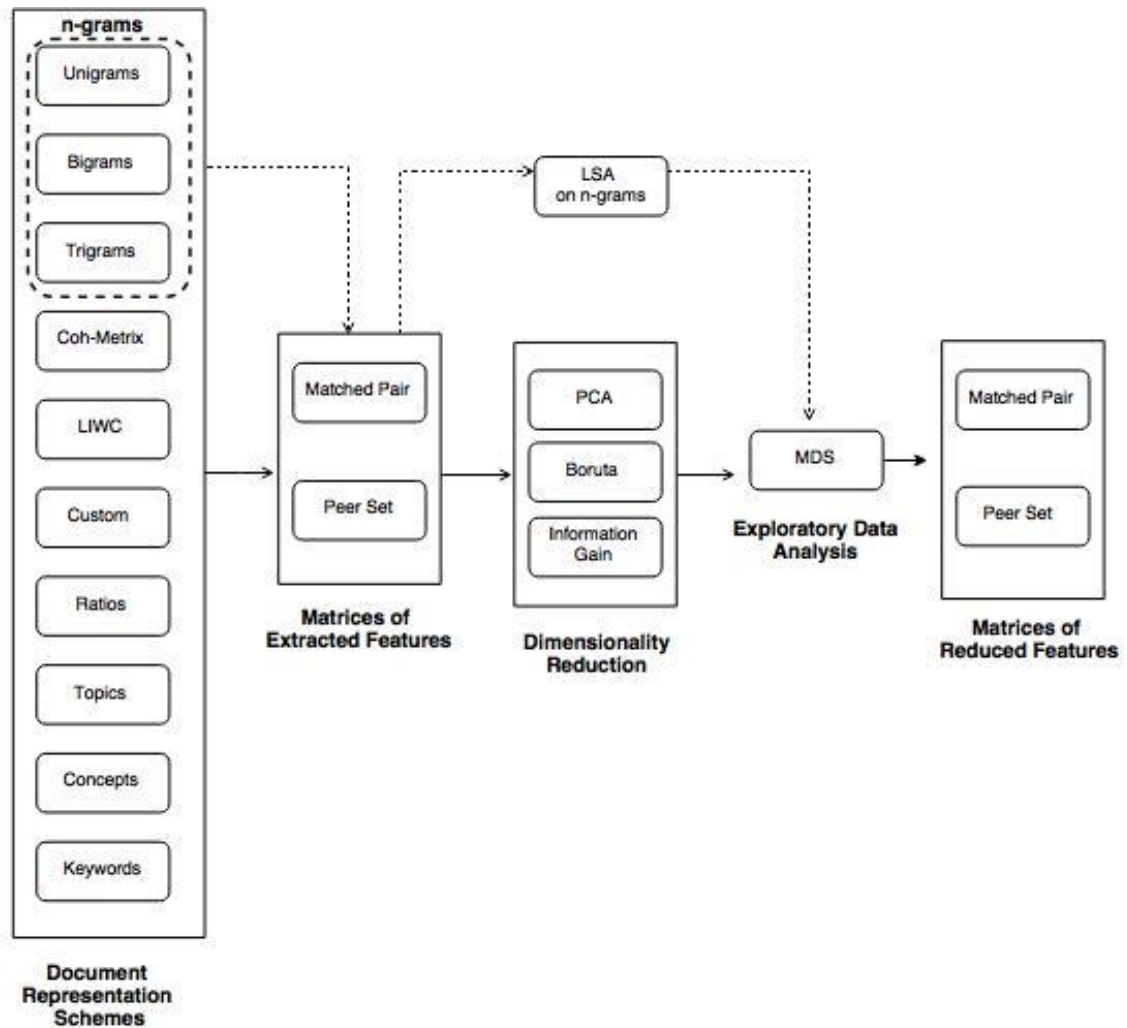 n-grams
Unigrams
Bigrams
Trigrams
Coh-Metrix
LIWC
Custom
Ratios
Topics
Concepts
Keywords
Document
Representation
Schemes
Matched Pair
Peer Set
Matrices of
Extracted Features
LSA
on n-grams
PCA
Boruta
Information
Gain
Dimensionality
Reduction
MDS
Exploratory Data
Analysis
Matched Pair
Peer Set
Matrices of
Reduced Features